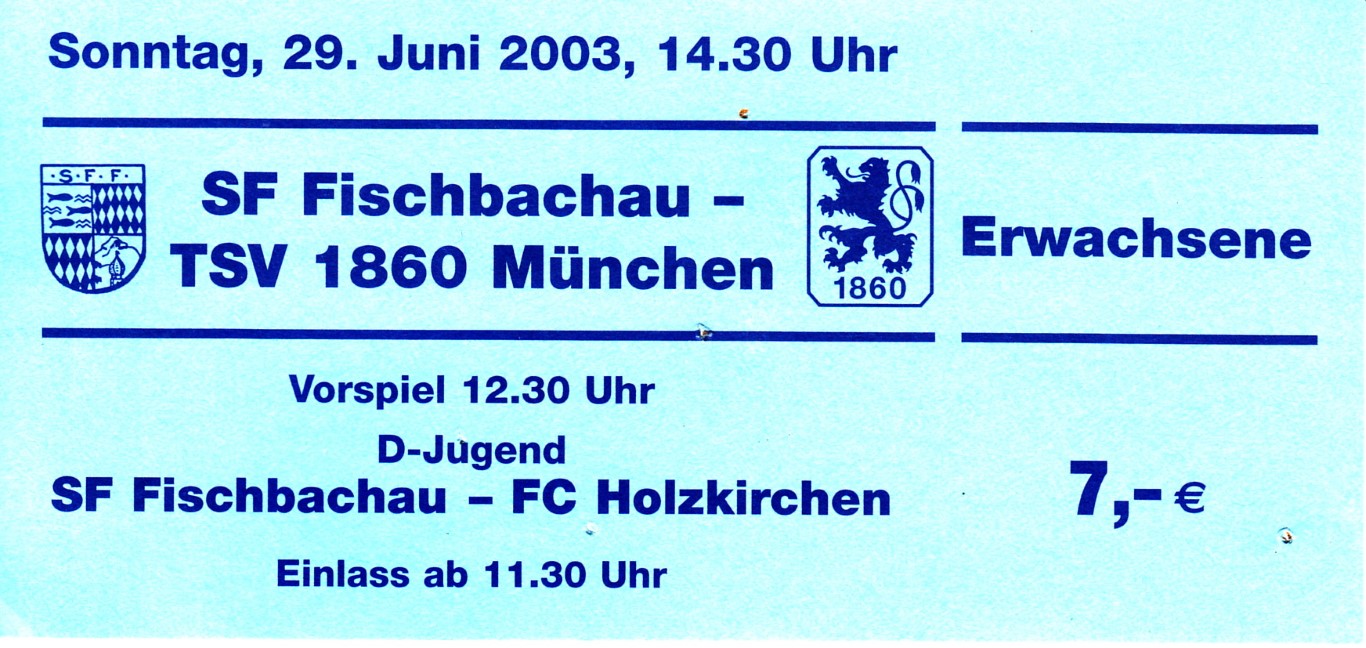 Sonntag, 29. Juni 2003, 14.30 Uhr
·S·F·F·
SF Fischbachau –
TSV 1860 München
1860
Erwachsene
Vorspiel 12.30 Uhr
D-Jugend
SF Fischbachau – FC Holzkirchen
7,- €
Einlass ab 11.30 Uhr